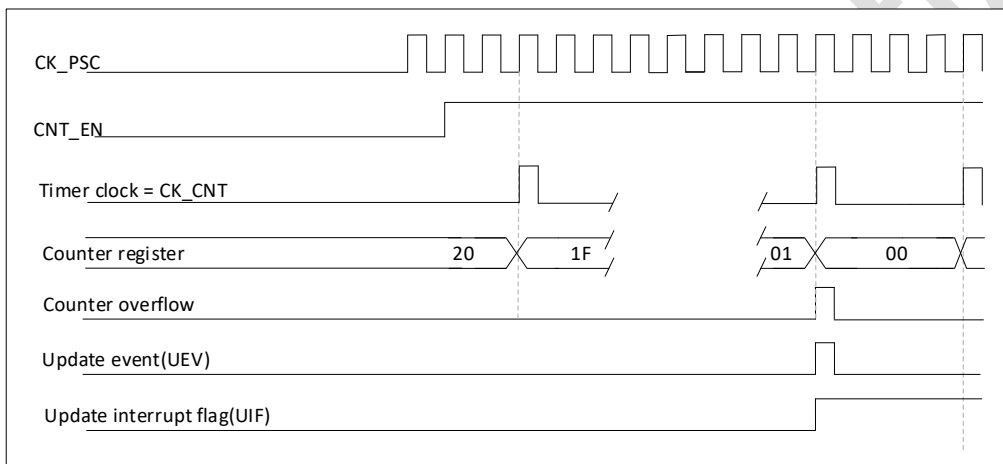 CK_PSC
CNT_EN
Timer clock = CK_CNT
Counter register 20 1F 01 00
Counter overflow
Update event(UEV)
Update interrupt flag(UIF)